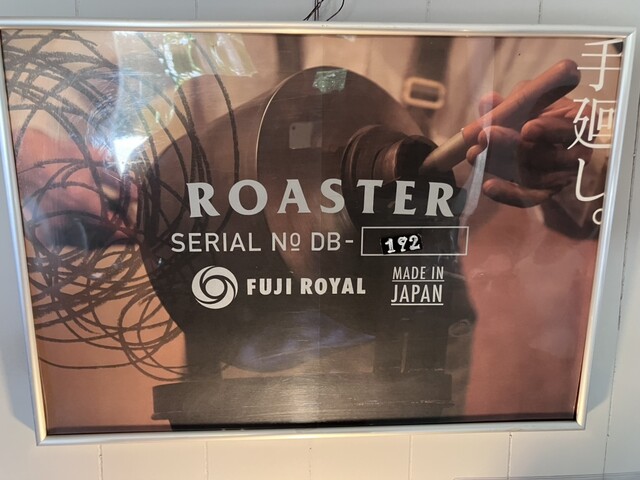 ROASTER
SERIAL Nº DB- 192
FUJI ROYAL
MADE IN
JAPAN
手廻し。